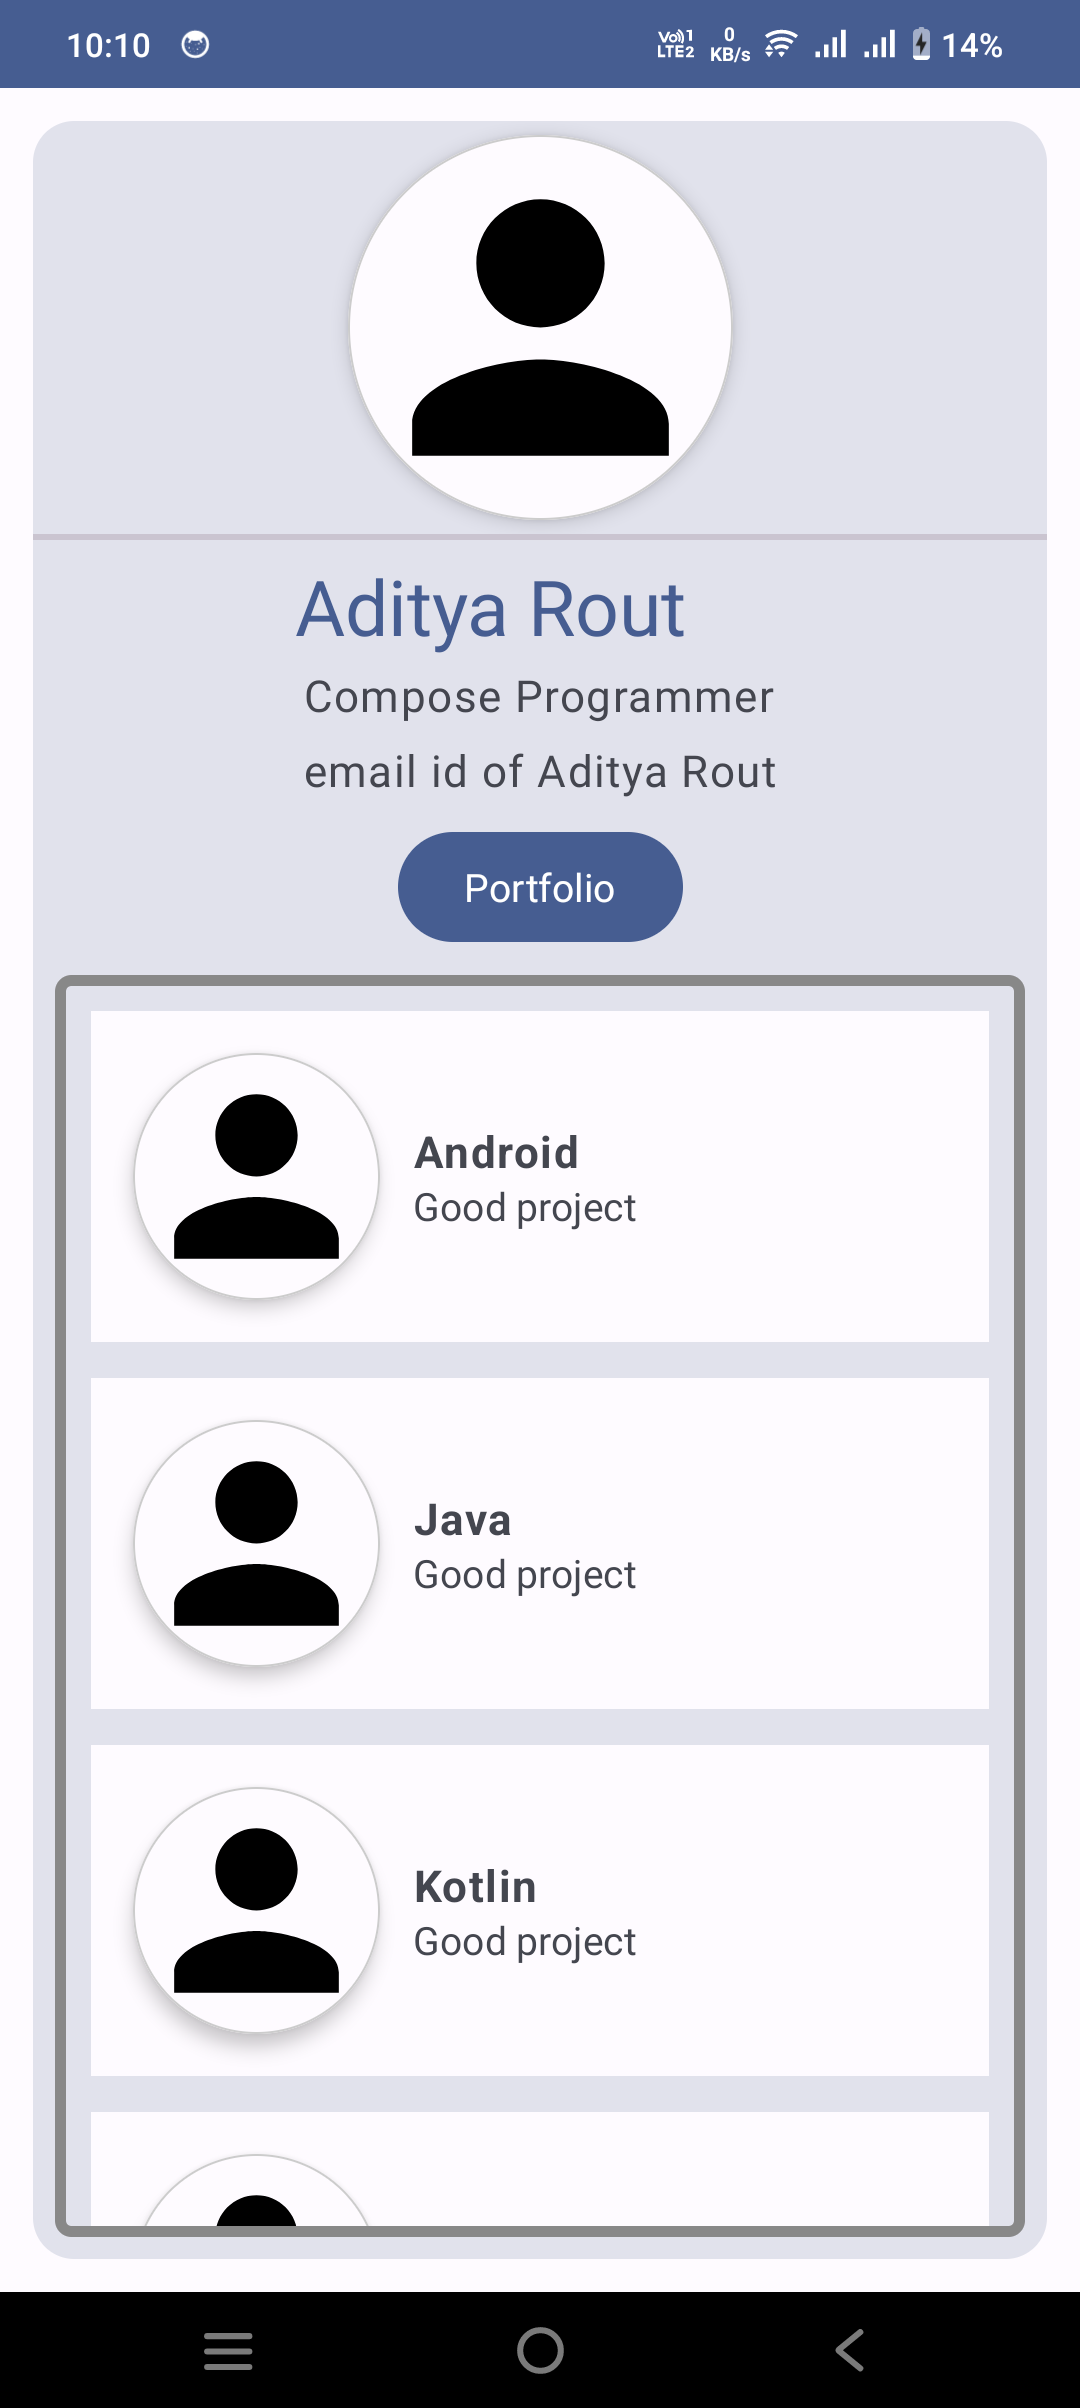 10:10
Vo)) 1
LTE2
0
KB/s
14%
Aditya Rout
Compose Programmer
email id of Aditya Rout
Portfolio
Android
Good project
Java
Good project
Kotlin
Good project